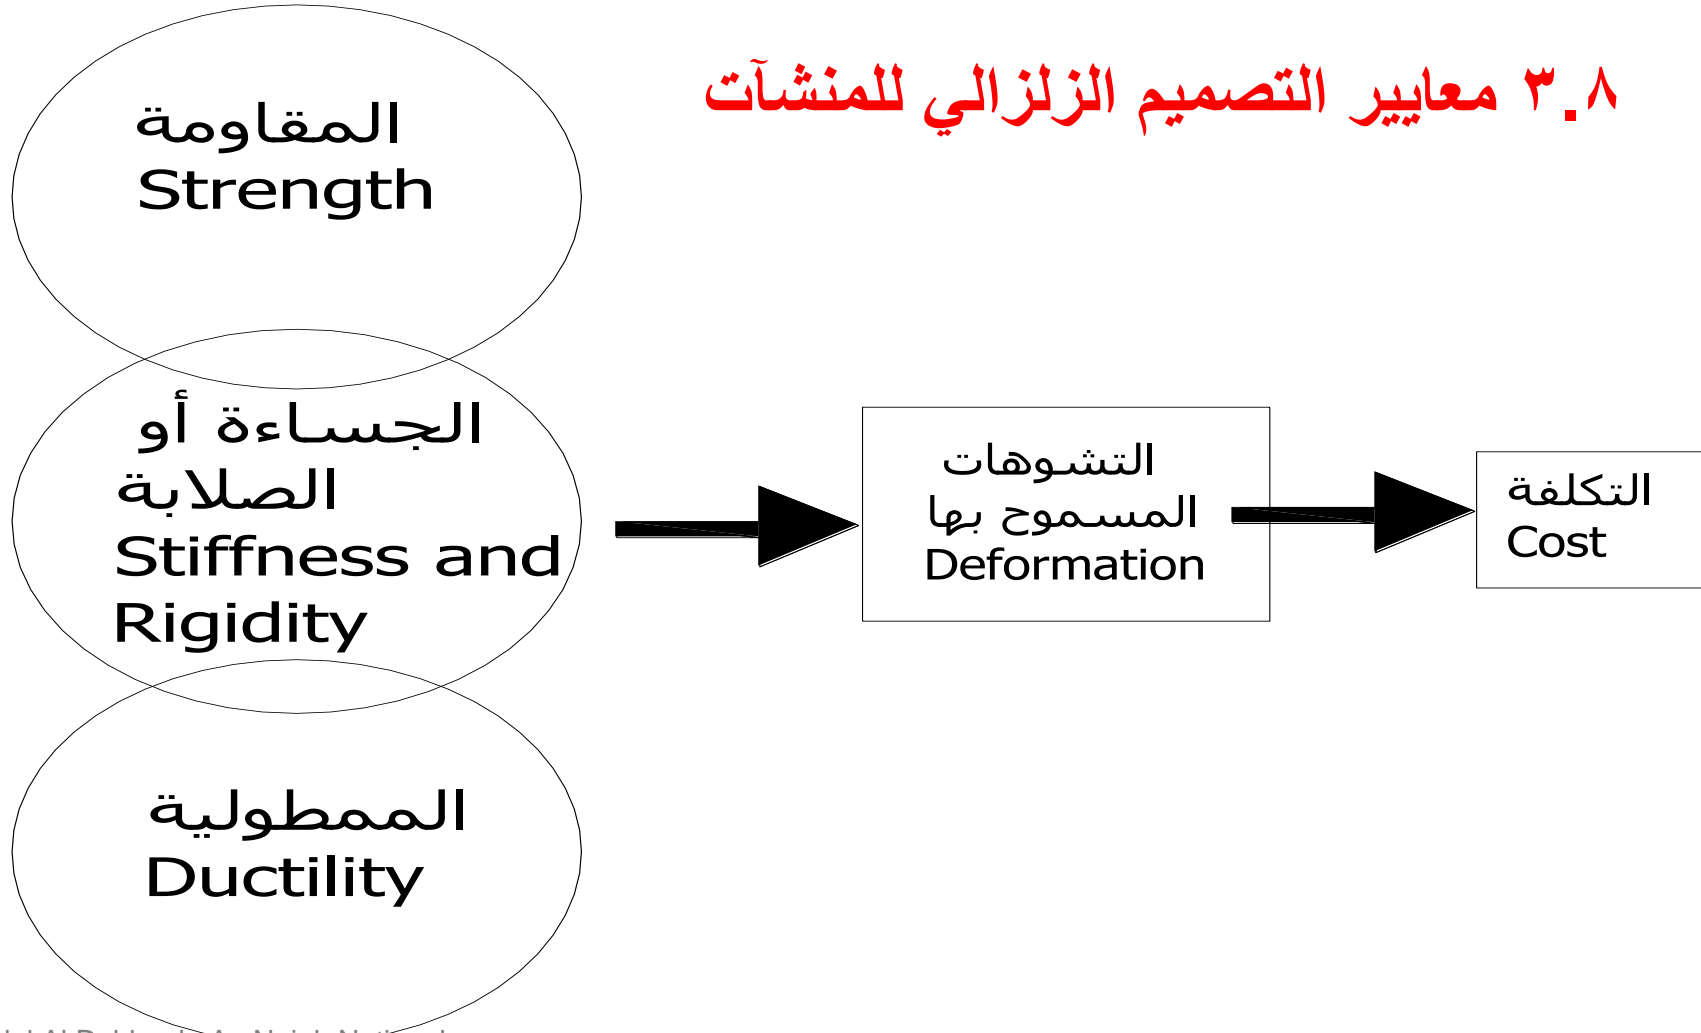 ٣.٨ معايير التصميم الزلزالي للمنشآت
المقاومة
Strength
الجساءة أو
الصلابة
Stiffness and
Rigidity
الممطولية
Ductility
التشوهات
المسموح بها
Deformation
التكلفة
Cost